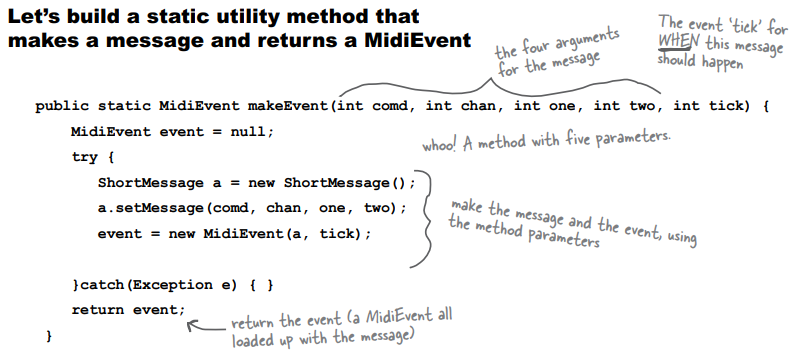 Let's build a static utility method that
makes a message and returns a MidiEvent
the four arguments
for the message
The event 'tick' for
WHEN this message
should happen
public static MidiEvent makeEvent(int comd, int chan, int one, int two, int tick) {
MidiEvent event = null;
whoo! A method with five parameters.
try {
ShortMessage a = new ShortMessage();
a.setMessage(comd, chan, one, two);
event = new MidiEvent(a, tick);
make the message and the event, using
the method parameters
}catch(Exception e) { }
return event;
return the event (a MidiEvent all
loaded up with the message)
}